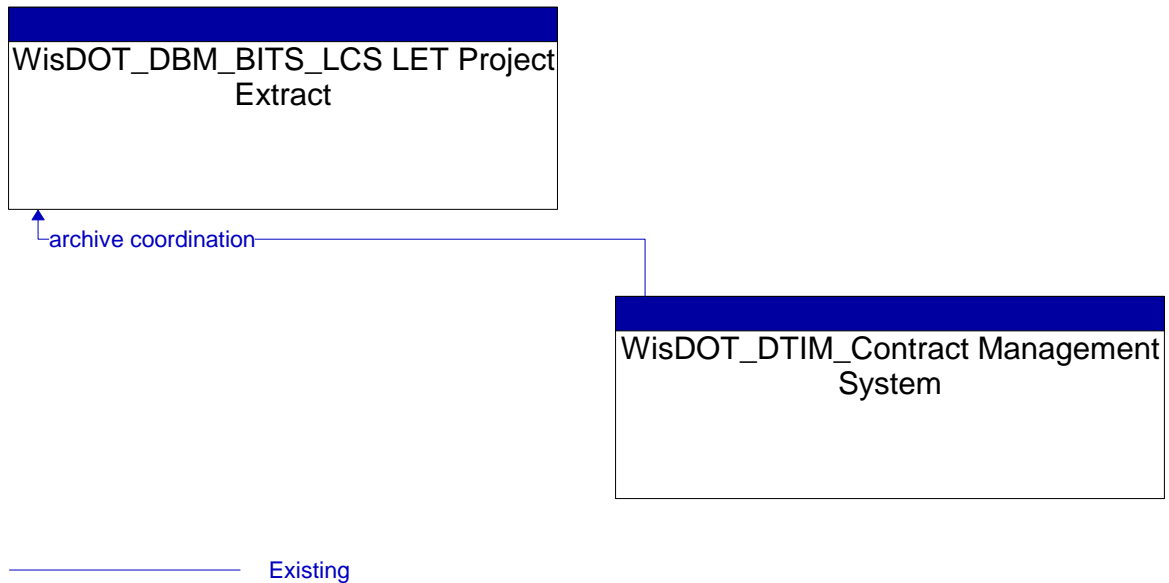 WisDOT_DBM_BITS_LCS LET Project
Extract
archive coordination
WisDOT_DTIM_Contract Management
System
Existing